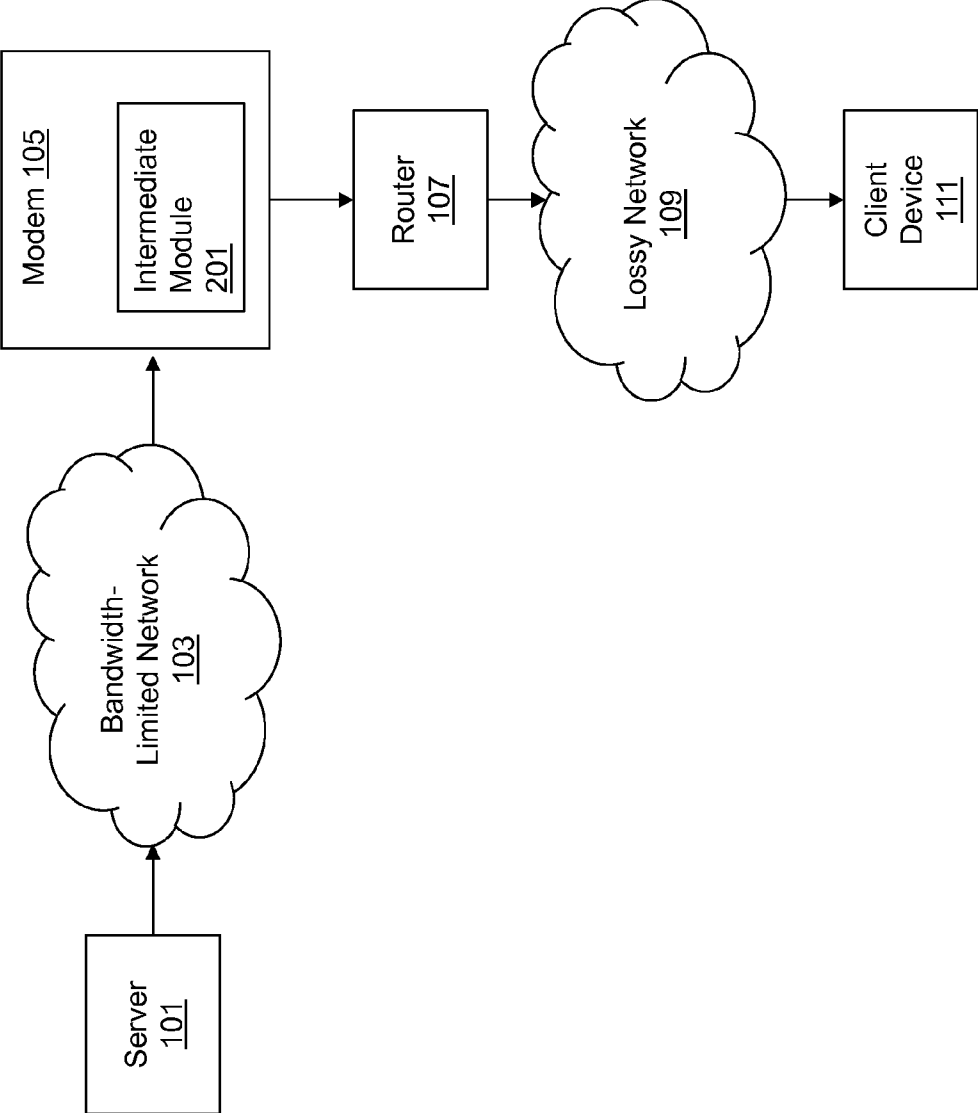 Server
101
Bandwidth-
Limited Network
103
Modem 105
Intermediate
Module
201
Router
107
Lossy Network
109
Client
Device
111